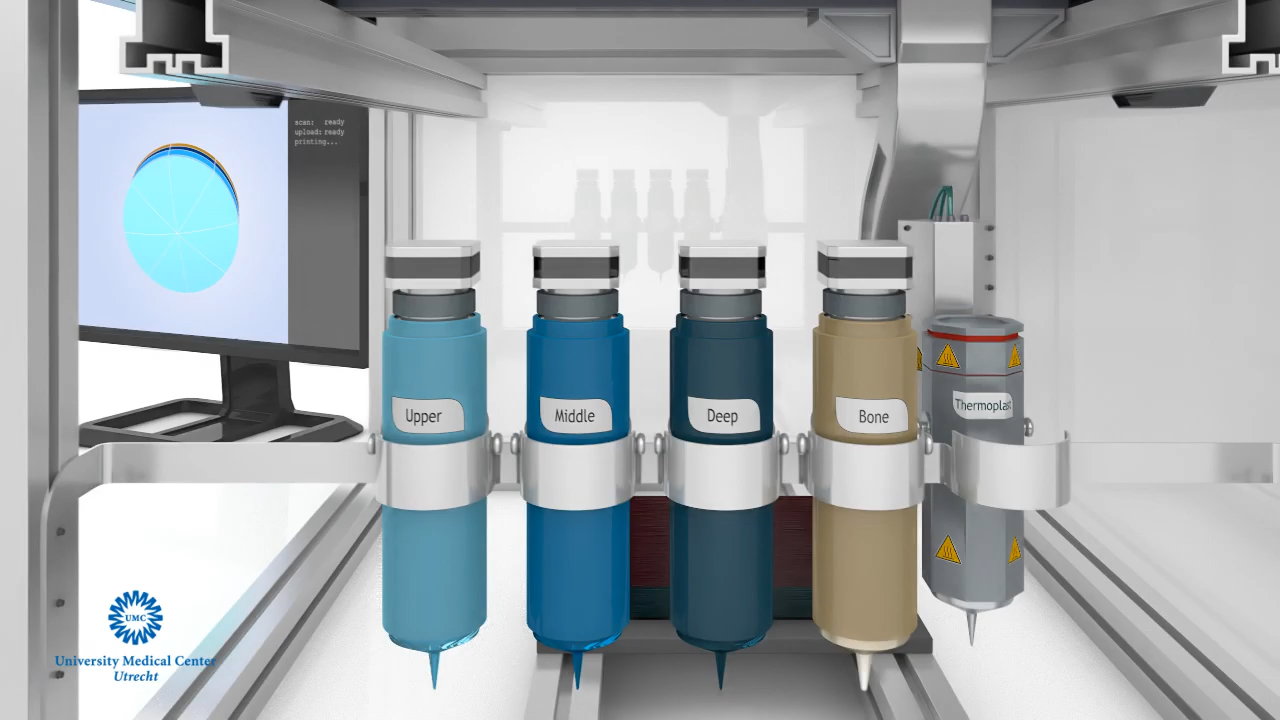 scan: ready
upload: ready
printing...
Upper
Middle
Deep
Bone
Thermoplast
UMC
University Medical Center
Utrecht